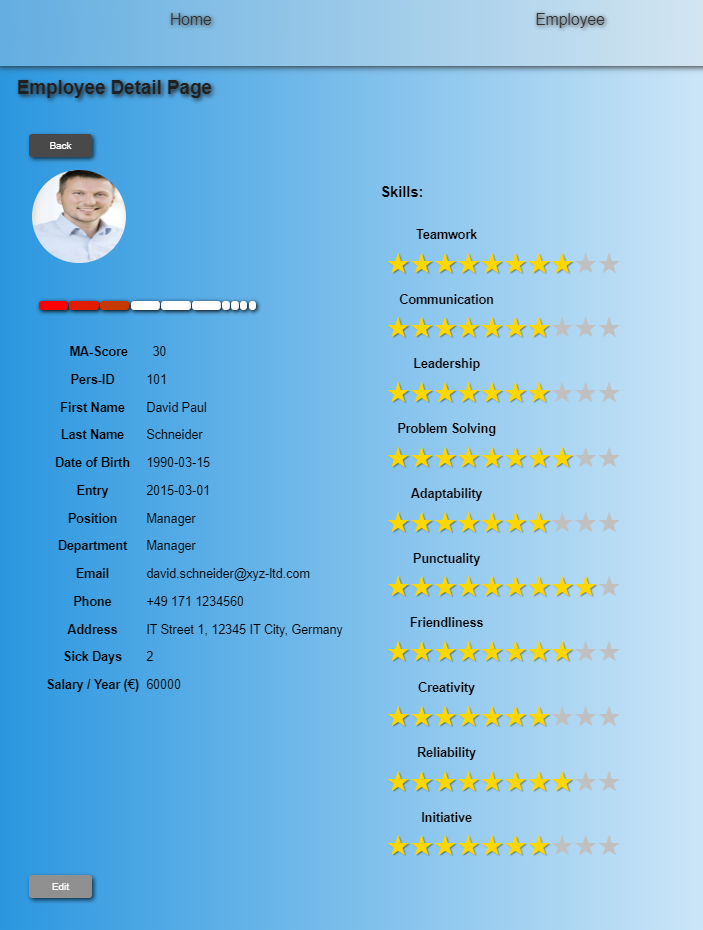 Home Employee
Employee Detail Page
Back
MA-Score 30
Pers-ID 101
First Name David Paul
Last Name Schneider
Date of Birth 1990-03-15
Entry 2015-03-01
Position Manager
Department Manager
Email david.schneider@xyz-ltd.com
Phone +49 171 1234560
Address IT Street 1, 12345 IT City, Germany
Sick Days 2
Salary / Year (€) 60000
Skills:
Teamwork
Communication
Leadership
Problem Solving
Adaptability
Punctuality
Friendliness
Creativity
Reliability
Initiative
Edit